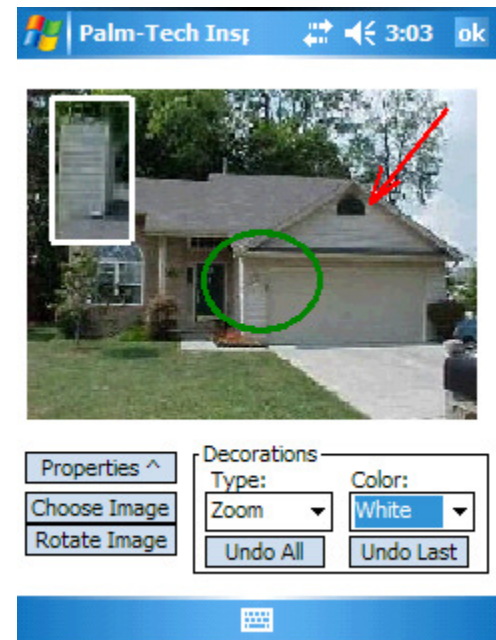 Palm-Tech Insp 3:03 ok
Properties ^
Choose Image
Rotate Image
Decorations
Type: Color:
Zoom White
Undo All Undo Last